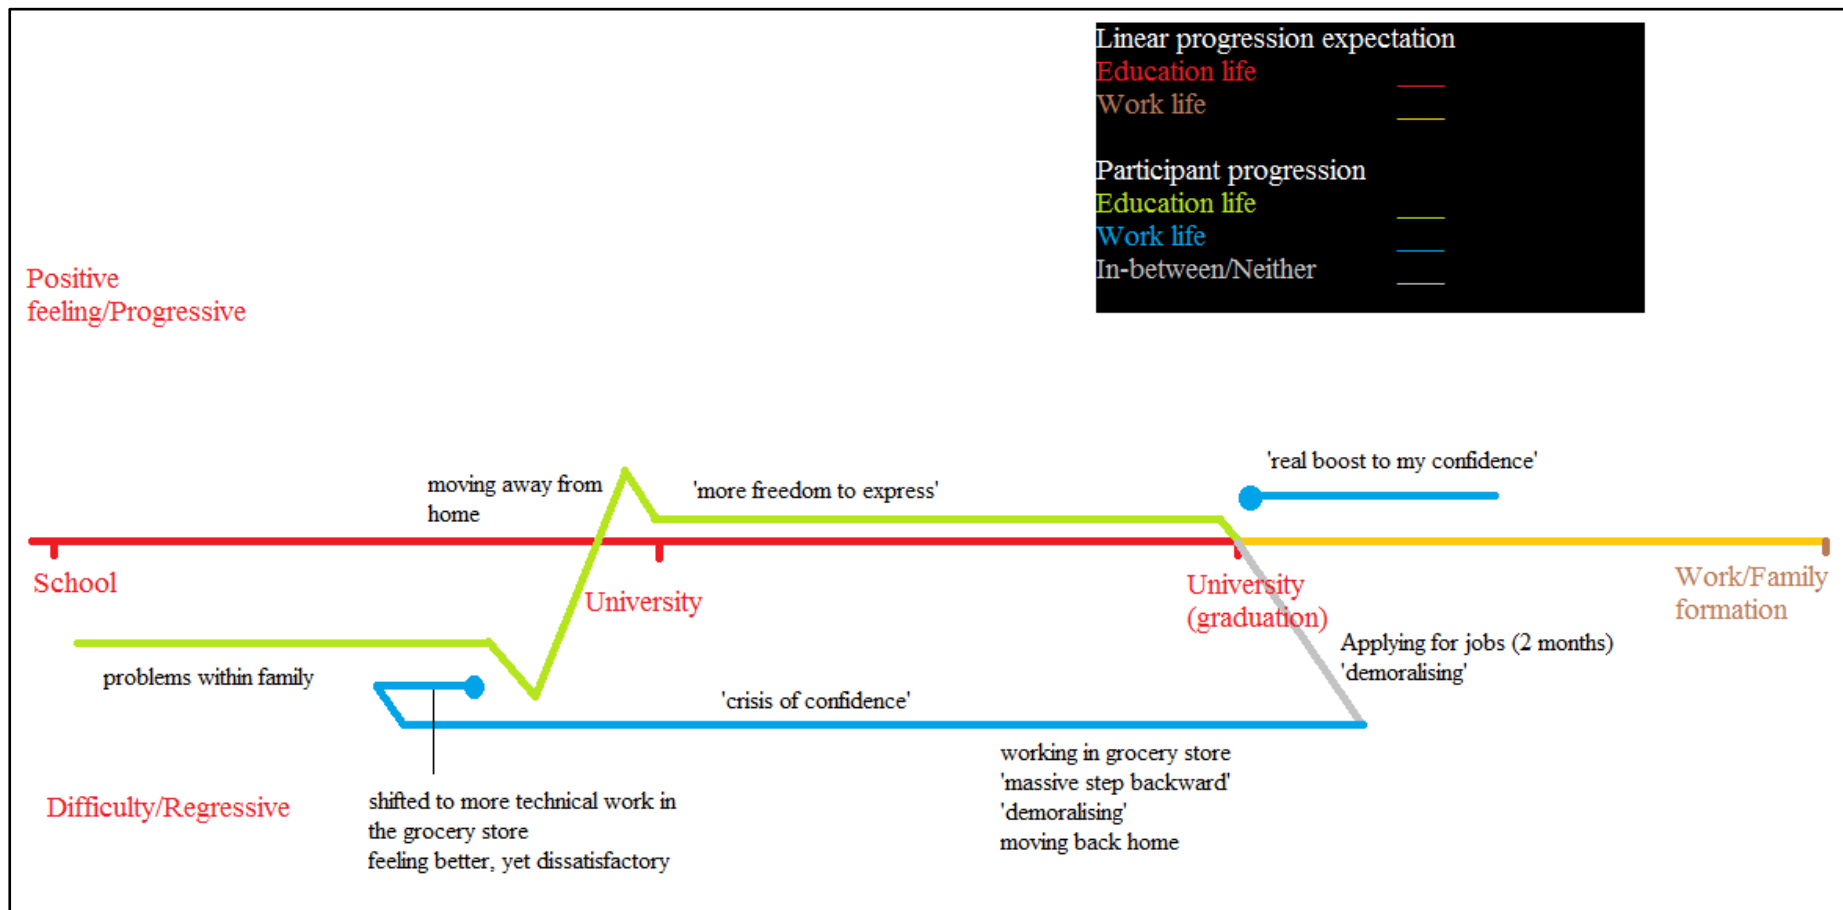 Linear progression expectation
Education life
Work life
Participant progression
Education life
Work life
In-between/Neither
Positive
feeling/Progressive
'real boost to my confidence'
moving away from
home
'more freedom to express'
School
University
University
(graduation)
Work/Family
formation
problems within family
Applying for jobs (2 months)
'demoralising'
'crisis of confidence'
working in grocery store
'massive step backward'
'demoralising'
moving back home
Difficulty/Regressive
shifted to more technical work in
the grocery store
feeling better, yet dissatisfactory